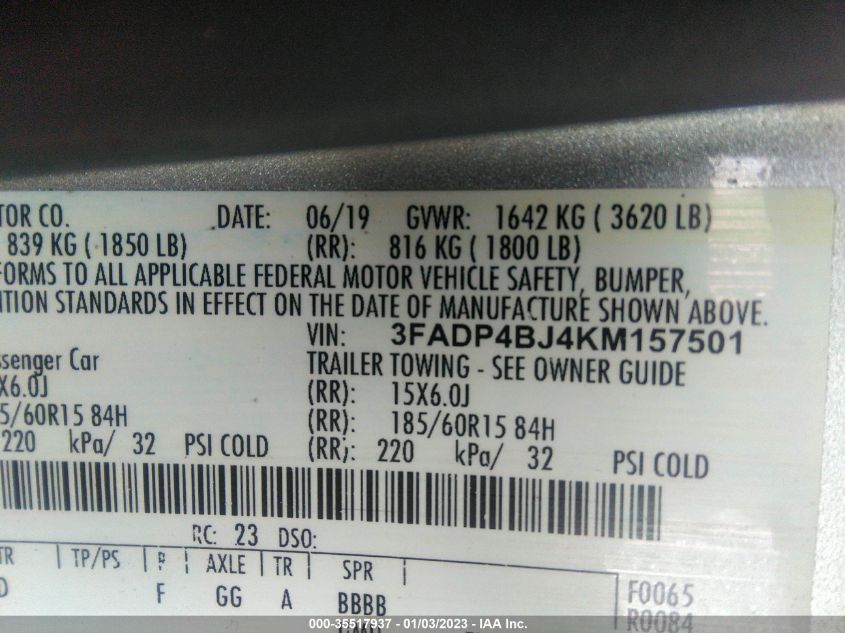 TOR CO. DATE: 06/19 GVWR: 1642 KG ( 3620 LB)
839 KG ( 1850 LB) (RR): 816 KG ( 1800 LB)
FORMS TO ALL APPLICABLE FEDERAL MOTOR VEHICLE SAFETY, BUMPER,
NTION STANDARDS IN EFFECT ON THE DATE OF MANUFACTURE SHOWN ABOVE.
VIN: 3FADP4BJ4KM157501
ssenger Car TRAILER TOWING - SEE OWNER GUIDE
X6.0J (RR): 15X6.0J
5/60R15 84H (RR): 185/60R15 84H
220 kPa/ 32 PSI COLD (RR): 220 kPa/ 32 PSI COLD
RC: 23 DSO:
TR TP/PS R AXLE TR SPR
F GG A BBBB
F0065
R0084
000-35517937 - 01/03/2023 - IAA Inc.